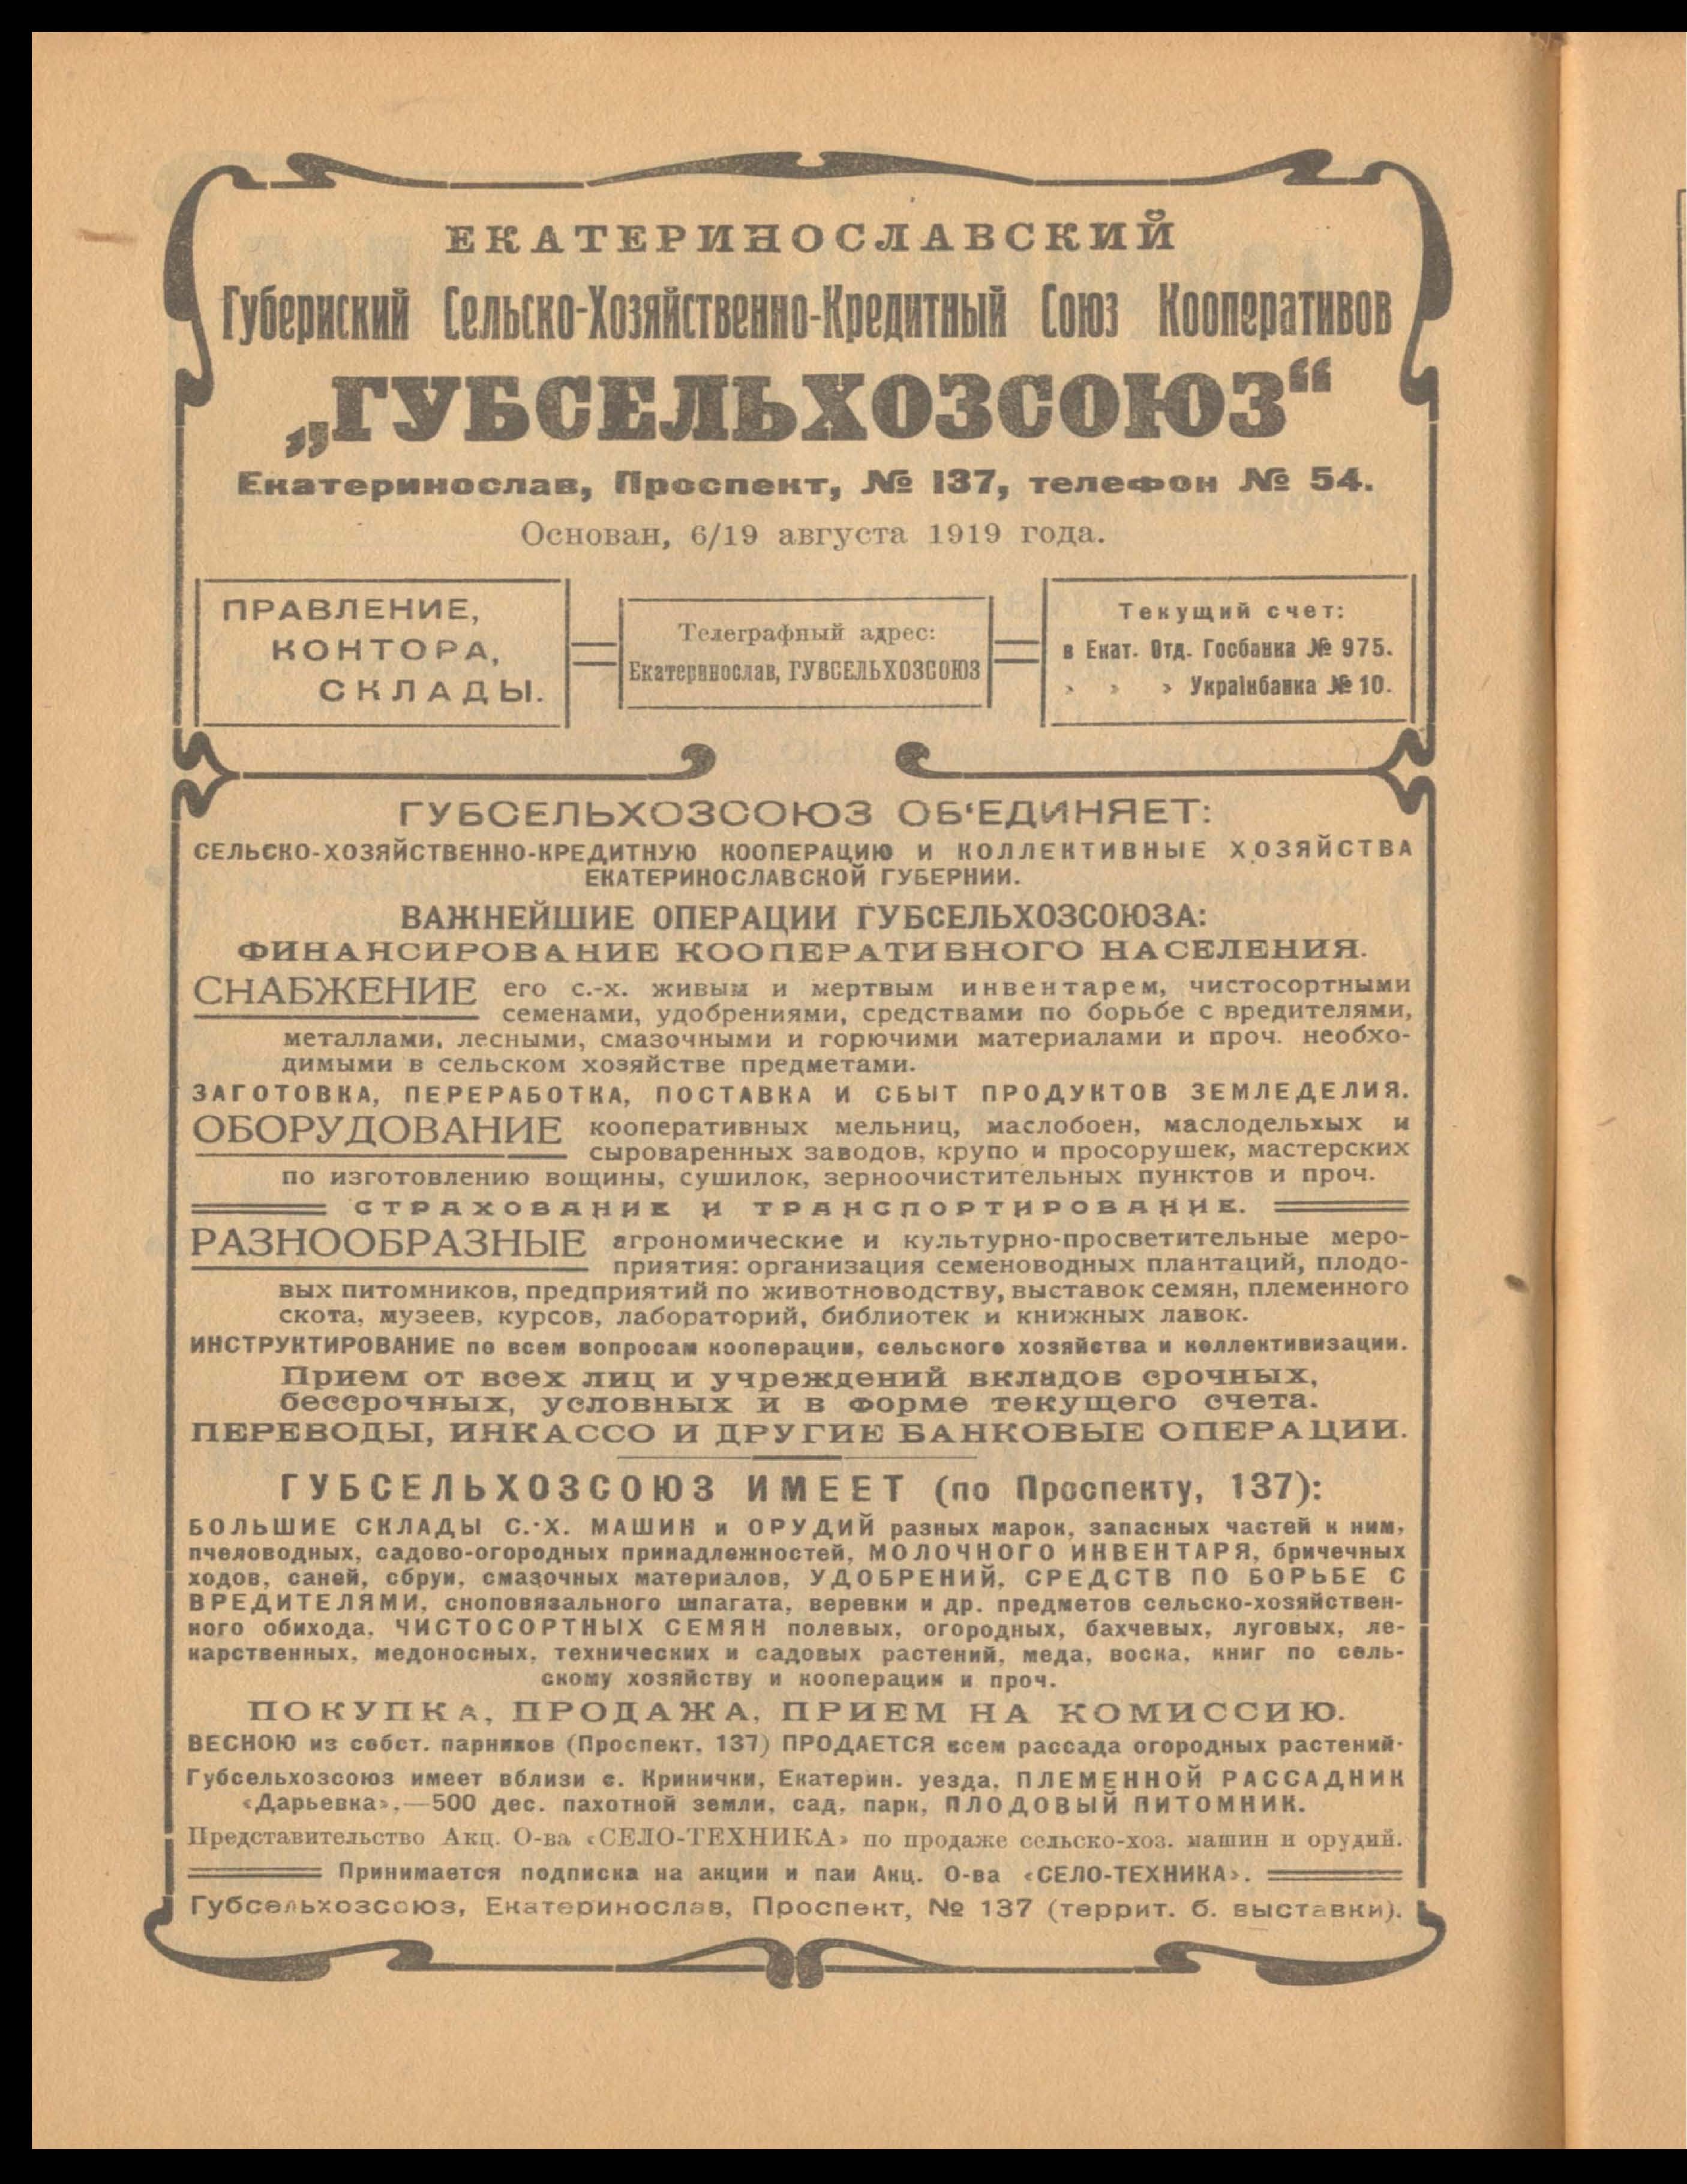 ЕКАТЕРИНОСЛАВСКИЙ
Губернский Сельско-Хозяйственно-Кредитный Союз Кооперативов
„ГУБСЕЛЬХОЗСОЮЗ“
Екатеринослав, Проспект, № 137, телефон № 54.
Основан, 6/19 августа 1919 года.
ПРАВЛЕНИЕ,
КОНТОРА,
СКЛАДЫ.
Телеграфный адрес:
Екатеринослав, ГУБСЕЛЬХОЗСОЮЗ
Текущий счет:
в Екат. Отд. Госбанка № 975.
» » » Украінбанка № 10.
ГУБСЕЛЬХОЗСОЮЗ ОБ‘ЕДИНЯЕТ:
СЕЛЬСКО-ХОЗЯЙСТВЕННО-КРЕДИТНУЮ КООПЕРАЦИЮ И КОЛЛЕКТИВНЫЕ ХОЗЯЙСТВА
ЕКАТЕРИНОСЛАВСКОЙ ГУБЕРНИИ.
ВАЖНЕЙШИЕ ОПЕРАЦИИ ГУБСЕЛЬХОЗСОЮЗА:
ФИНАНСИРОВАНИЕ КООПЕРАТИВНОГО НАСЕЛЕНИЯ.
СНАБЖЕНИЕ его с.-х. живым и мертвым инвентарем, чистосортными
семенами, удобрениями, средствами по борьбе с вредителями,
металлами, лесными, смазочными и горючими материалами и проч. необхо-
димыми в сельском хозяйстве предметами.
ЗАГОТОВКА, ПЕРЕРАБОТКА, ПОСТАВКА И СБЫТ ПРОДУКТОВ ЗЕМЛЕДЕЛИЯ.
ОБОРУДОВАНИЕ кооперативных мельниц, маслобоен, маслодельхых и
сыроваренных заводов, крупо и просорушек, мастерских
по изготовлению вощины, сушилок, зерноочистительных пунктов и проч.
СТРАХОВАНИЕ И ТРАНСПОРТИРОВАНИЕ.
РАЗНООБРАЗНЫЕ агрономические и культурно-просветительные меро-
приятия: организация семеноводных плантаций, плодо-
вых питомников, предприятий по животноводству, выставок семян, племенного
скота, музеев, курсов, лабораторий, библиотек и книжных лавок.
ИНСТРУКТИРОВАНИЕ по всем вопросам кооперации, сельского хозяйства и коллективизации.
Прием от всех лиц и учреждений вкладов срочных,
бессрочных, условных и в форме текущего счета.
ПЕРЕВОДЫ, ИНКАССО И ДРУГИЕ БАНКОВЫЕ ОПЕРАЦИИ.
ГУБСЕЛЬХОЗСОЮЗ ИМЕЕТ (по Проспекту, 137):
БОЛЬШИЕ СКЛАДЫ С.-Х. МАШИН и ОРУДИЙ разных марок, запасных частей к ним,
пчеловодных, садово-огородных принадлежностей, МОЛОЧНОГО ИНВЕНТАРЯ, бричечных
ходов, саней, сбруи, смазочных материалов, УДОБРЕНИЙ, СРЕДСТВ ПО БОРЬБЕ С
ВРЕДИТЕЛЯМИ, сноповязального шпагата, веревки и др. предметов сельско-хозяйствен-
ного обихода, ЧИСТОСОРТНЫХ СЕМЯН полевых, огородных, бахчевых, луговых, ле-
карственных, медоносных, технических и садовых растений, меда, воска, книг по сель-
скому хозяйству и кооперации и проч.
ПОКУПКА, ПРОДАЖА, ПРИЕМ НА КОМИССИЮ.
ВЕСНОЮ из собст. парников (Проспект, 137) ПРОДАЕТСЯ всем рассада огородных растений·
Губсельхозсоюз имеет вблизи с. Кринички, Екатерин. уезда, ПЛЕМЕННОЙ РАССАДНИК
«Дарьевка»,—500 дес. пахотной земли, сад, парк, ПЛОДОВЫЙ ПИТОМНИК.
Представительство Акц. О-ва «СЕЛО-ТЕХНИКА» по продаже сельско-хоз. машин и орудий.
Принимается подписка на акции и паи Акц. О-ва «СЕЛО-ТЕХНИКА».
Губсельхозсоюз, Екатеринослав, Проспект, № 137 (террит. б. выставки).